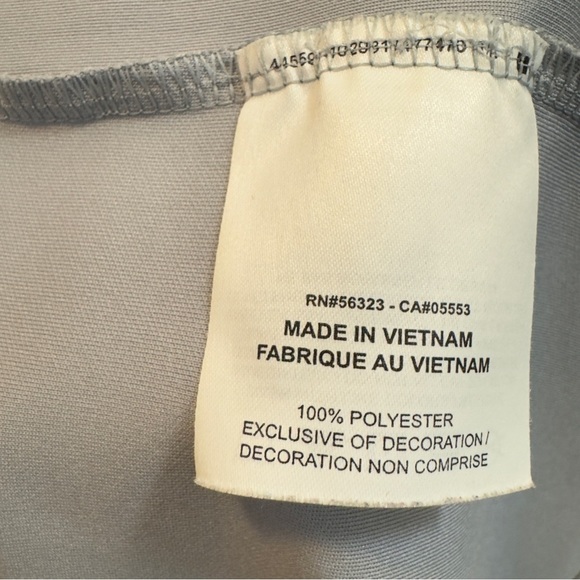 RN#56323 - CA#05553
MADE IN VIETNAM
FABRIQUE AU VIETNAM
100% POLYESTER
EXCLUSIVE OF DECORATION /
DECORATION NON COMPRISE